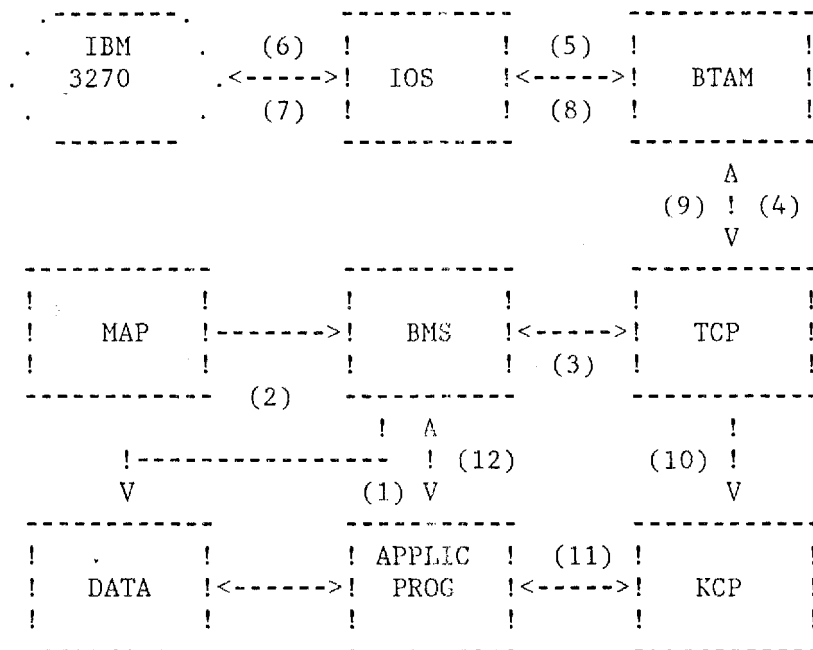 IBM (6) (5)
3270 <-----> IOS <-----> BTAM
(7) (8)
(9) (4)
MAP ------> BMS <-----> TCP
(3)
(2)
(12) (10)
(1)
APPLIC (11)
DATA <------> PROG <-----> KCP